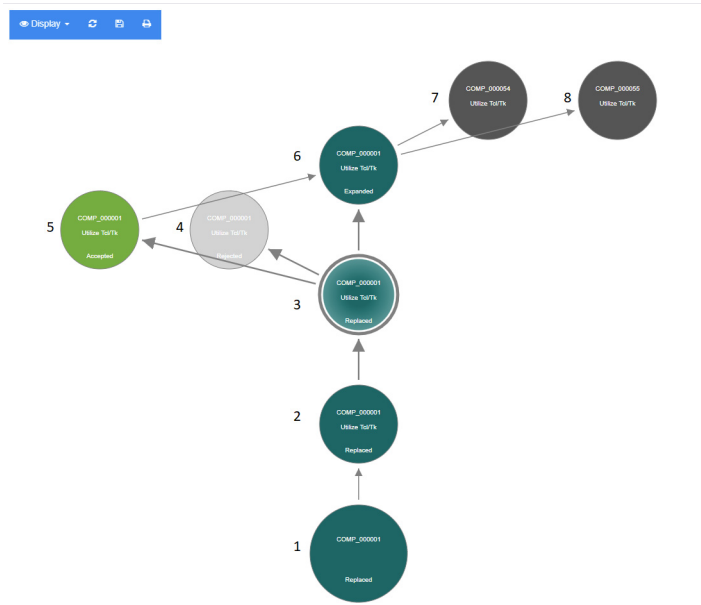 Display
7
COMP_000054
Utilize Tcl/Tk
8
COMP_000055
Utilize Tcl/Tk
6
COMP_000001
Utilize Tcl/Tk
Expanded
5
COMP_000001
Utilize Tcl/Tk
Accepted
4
COMP_000001
Utilize Tcl/Tk
Rejected
3
COMP_000001
Utilize Tcl/Tk
Replaced
2
COMP_000001
Utilize Tcl/Tk
Replaced
1
COMP_000001
Replaced